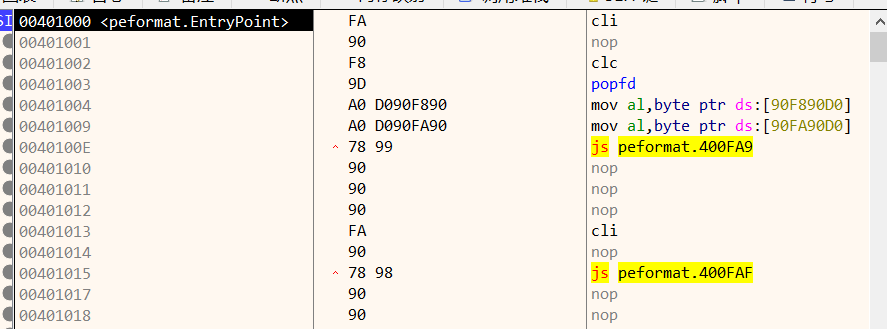 SI 00401000 <peformat.EntryPoint> FA cli
00401001 90 nop
00401002 F8 clc
00401003 9D popfd
00401004 A0 D090F890 mov al,byte ptr ds:[90F890D0]
00401009 A0 D090FA90 mov al,byte ptr ds:[90FA90D0]
0040100E ^ 78 99 js peformat.400FA9
00401010 90 nop
00401011 90 nop
00401012 90 nop
00401013 FA cli
00401014 90 nop
00401015 ^ 78 98 js peformat.400FAF
00401017 90 nop
00401018 90 nop